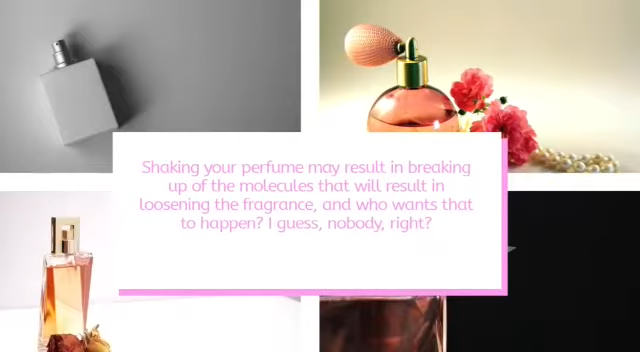 Shaking your perfume may result in breaking
up of the molecules that will result in
loosening the fragrance, and who wants that
to happen? I guess, nobody, right?